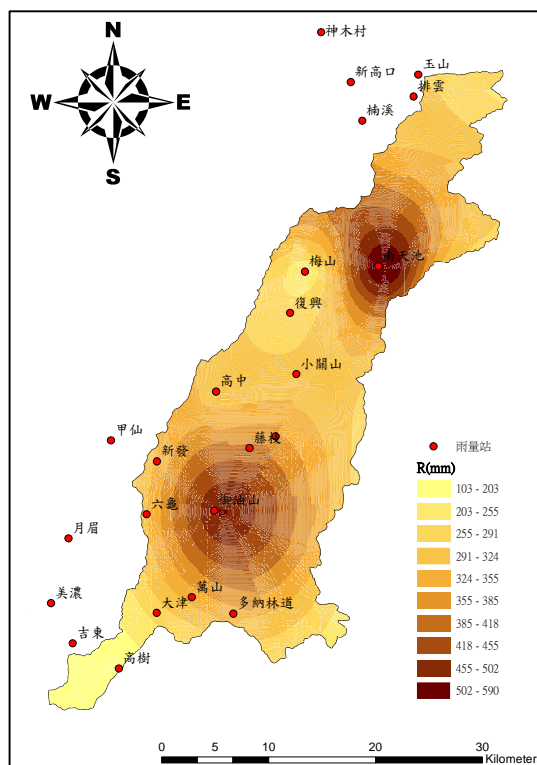 N
W
E
S
神木村
玉山
新高口
排雲
楠溪
南天池
梅山
復興
小關山
高中
甲仙
藤枝
新發
御油山
六龜
月眉
萬山
美濃
大津
多納林道
吉東
高樹
雨量站
R(mm)
103 - 203
203 - 255
255 - 291
291 - 324
324 - 355
355 - 385
385 - 418
418 - 455
455 - 502
502 - 590
0 5 10 20 30
Kilometer